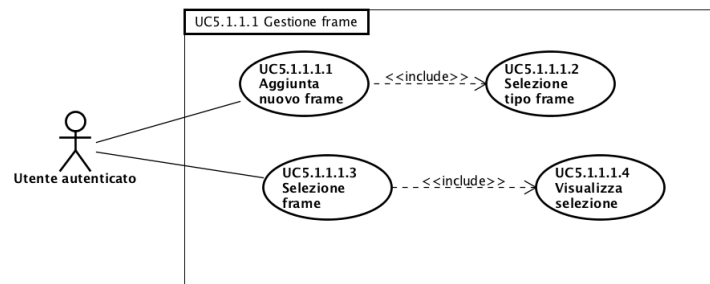 UC5.1.1.1 Gestione frame
UC5.1.1.1.1
Aggiunta
nuovo frame
<<include>>
UC5.1.1.1.2
Selezione
tipo frame
Utente autenticato
UC5.1.1.1.3
Selezione
frame
<<include>>
UC5.1.1.1.4
Visualizza
selezione